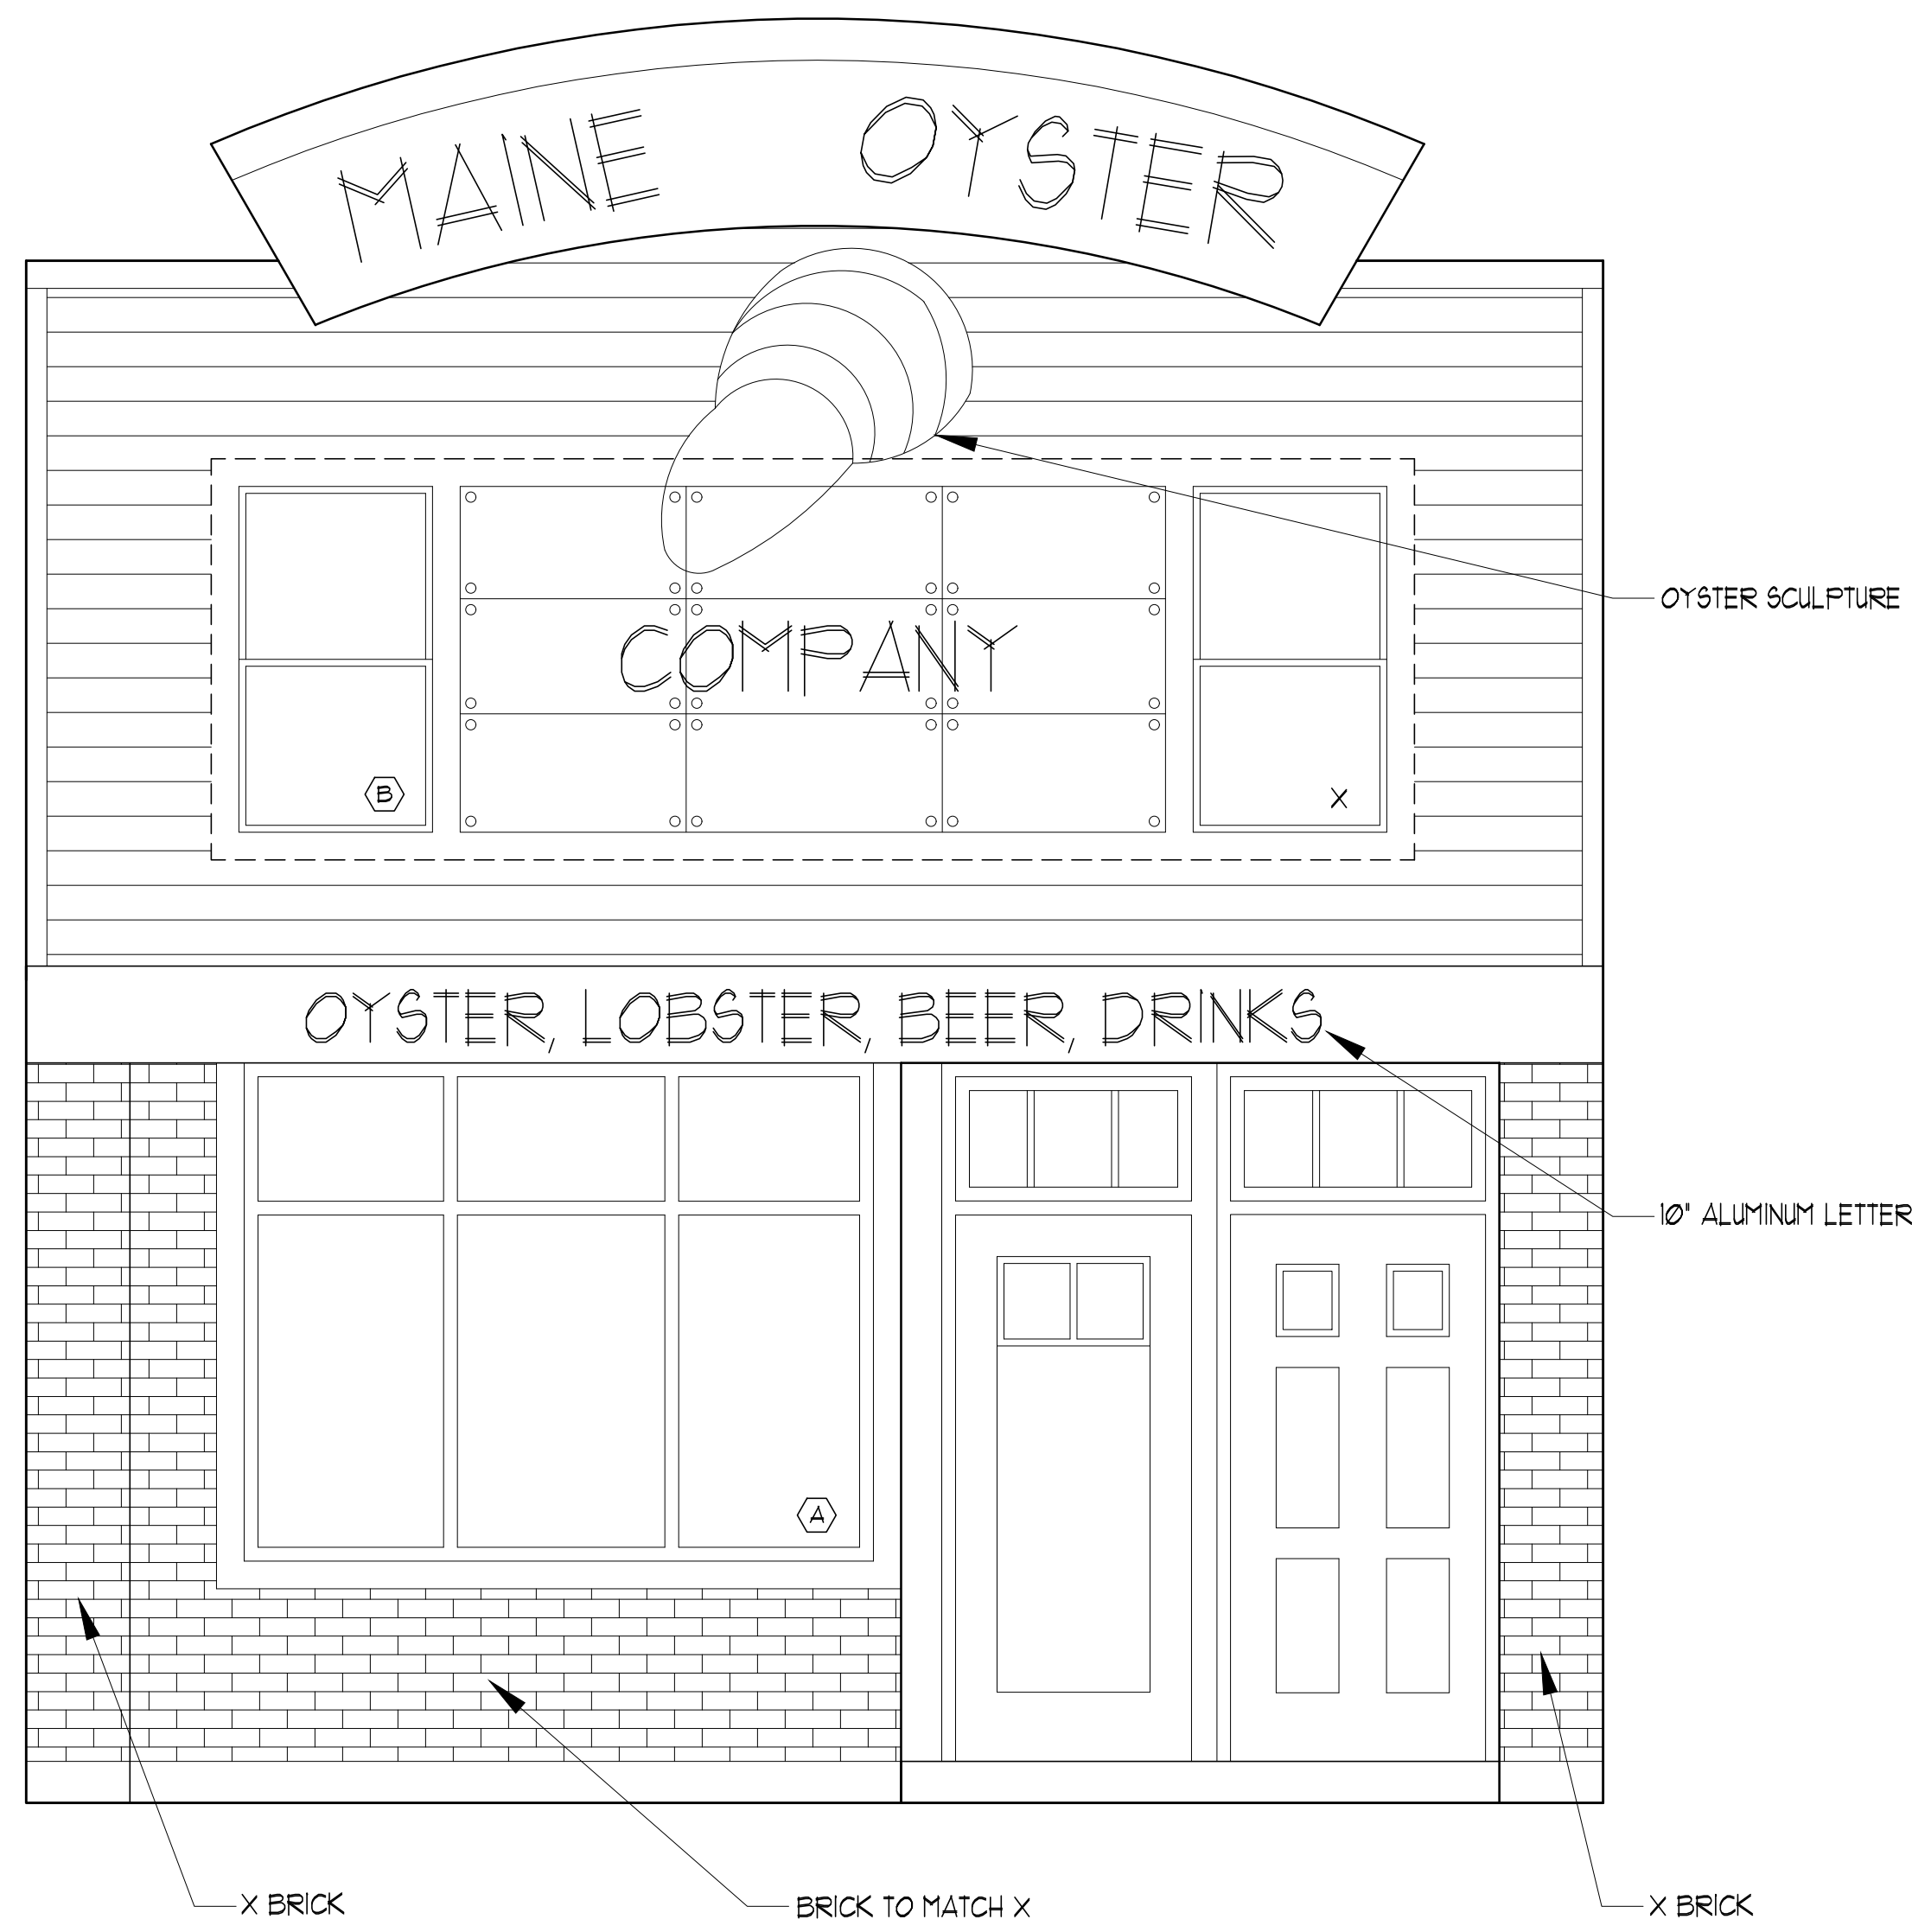 MAINE OYSTER
OYSTER SCULPTURE
COMPANY
B
X
OYSTER, LOBSTER, BEER, DRINKS
10" ALUMINUM LETTER
A
X BRICK
BRICK TO MATCH X
X BRICK